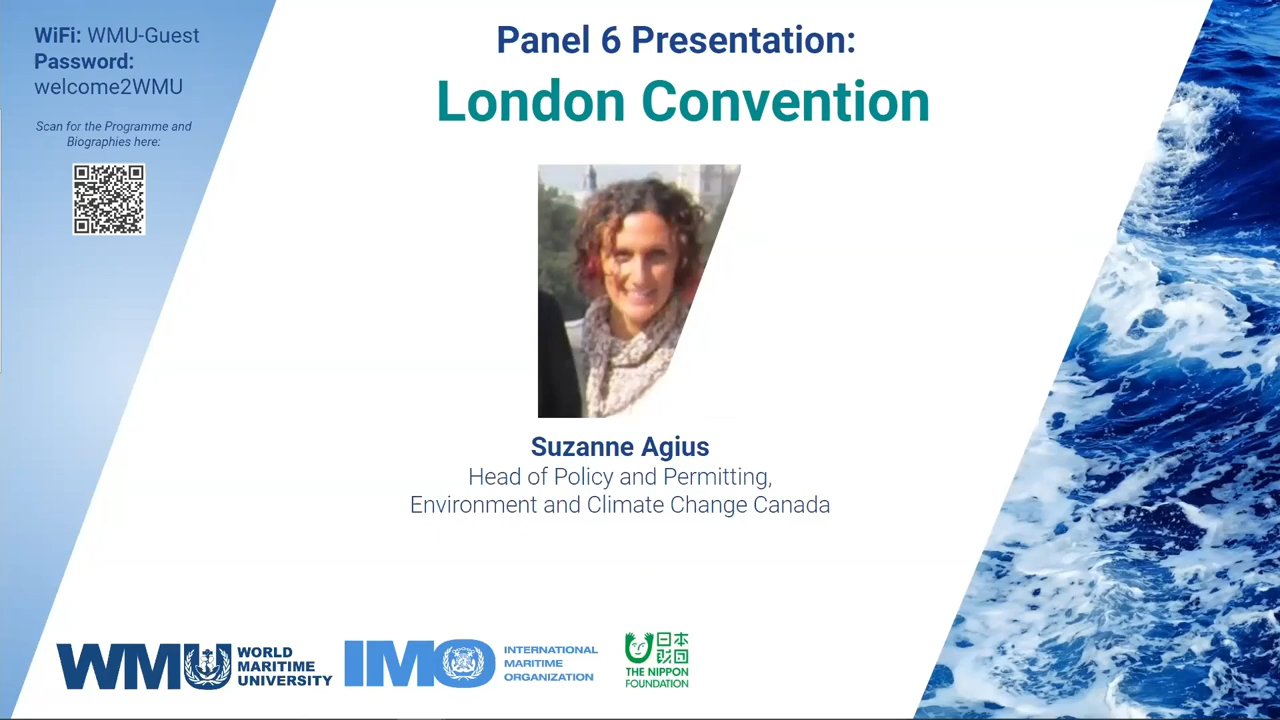 WiFi: WMU-Guest
Password:
welcome2WMU
Scan for the Programme and
Biographies here:
Panel 6 Presentation:
London Convention
Suzanne Agius
Head of Policy and Permitting,
Environment and Climate Change Canada
WMU WORLD
MARITIME
UNIVERSITY
IMO INTERNATIONAL
MARITIME
ORGANIZATION
日本
財団
THE NIPPON
FOUNDATION